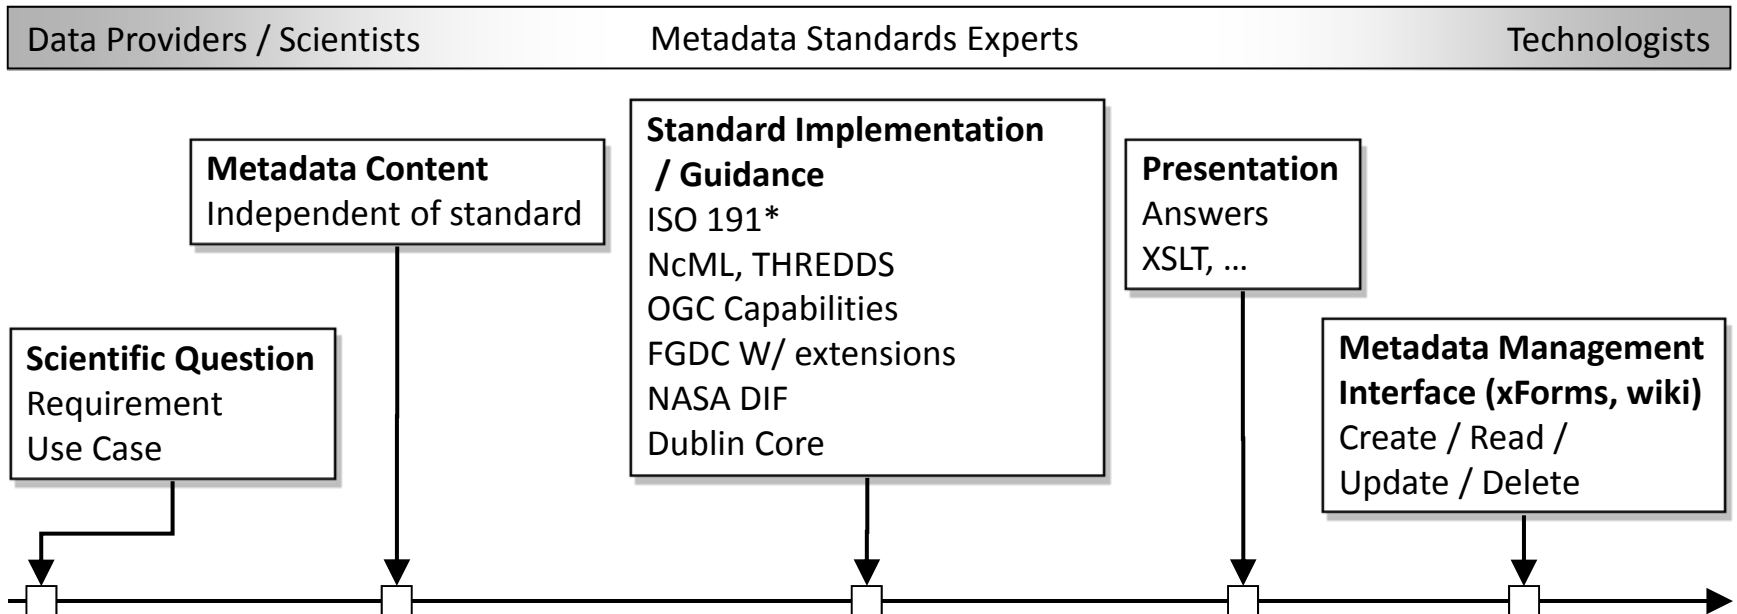 Data Providers / Scientists
Metadata Standards Experts
Technologists
Scientific Question
Requirement
Use Case
Metadata Content
Independent of standard
Standard Implementation
/ Guidance
ISO 191*
NcML, THREDDS
OGC Capabilities
FGDC W/ extensions
NASA DIF
Dublin Core
Presentation
Answers
XSLT, ...
Metadata Management
Interface (xForms, wiki)
Create / Read /
Update / Delete